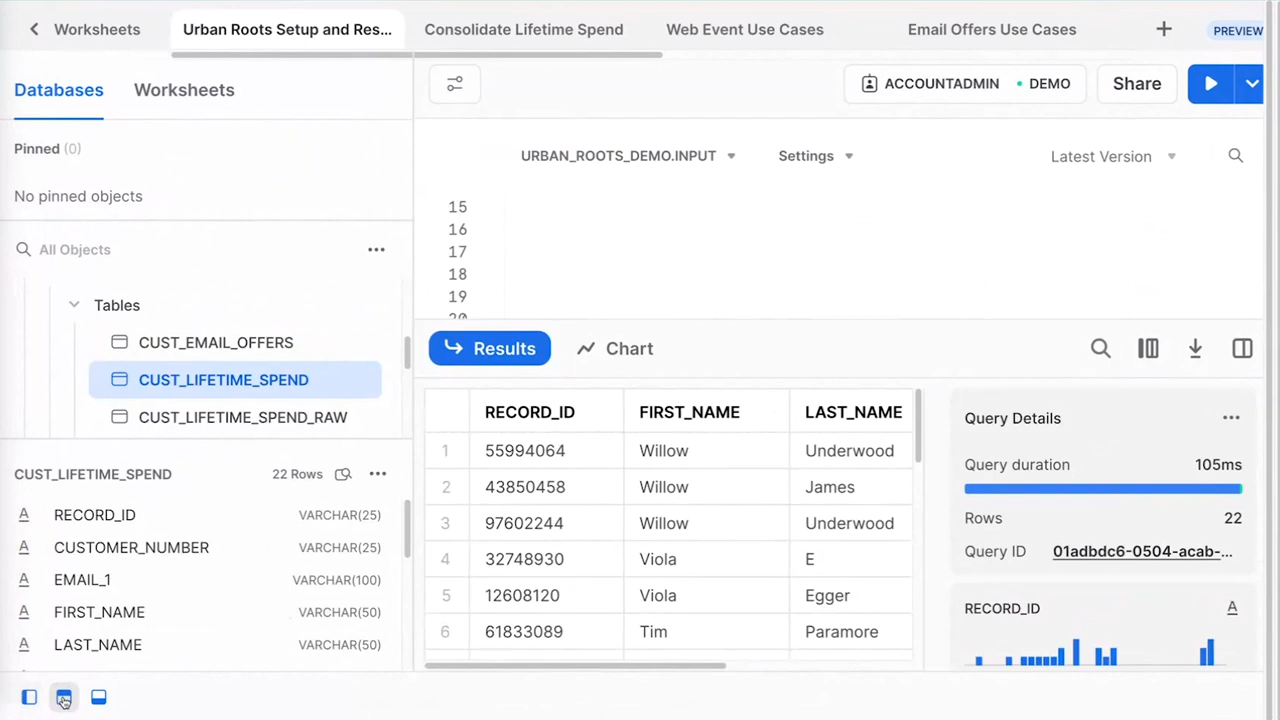 Worksheets
Urban Roots Setup and Res...
Consolidate Lifetime Spend
Web Event Use Cases
Email Offers Use Cases
PREVIEW
Databases
Worksheets
ACCOUNTADMIN
DEMO
Share
Pinned (0)
No pinned objects
All Objects
Tables
CUST_EMAIL_OFFERS
CUST_LIFETIME_SPEND
CUST_LIFETIME_SPEND_RAW
CUST_LIFETIME_SPEND 22 Rows
RECORD_ID VARCHAR(25)
CUSTOMER_NUMBER VARCHAR(25)
EMAIL_1 VARCHAR(100)
FIRST_NAME VARCHAR(50)
LAST_NAME VARCHAR(50)
URBAN_ROOTS_DEMO.INPUT
Settings
Latest Version
15
16
17
18
19
20
Results
Chart
RECORD_ID FIRST_NAME LAST_NAME
1 55994064 Willow Underwood
2 43850458 Willow James
3 97602244 Willow Underwood
4 32748930 Viola E
5 12608120 Viola Egger
6 61833089 Tim Paramore
Query Details
Query duration 105ms
Rows 22
Query ID 01adbdc6-0504-acab-...
RECORD_ID A